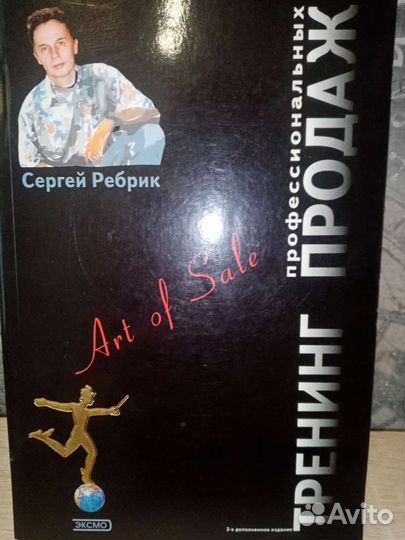 Сергей Ребрик
Art of Sale
ТРЕНИНГ
профессиональных
ПРОДАЖ
ЭКСМО
2-е дополненное издание
Avito